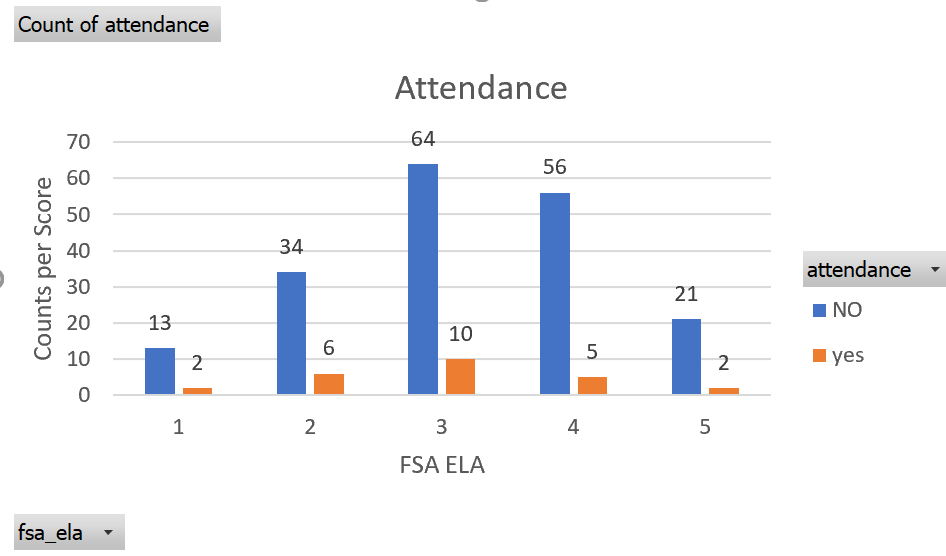 Count of attendance
Attendance
Counts per Score
70
60
50
40
30
20
10
0
13
2
34
6
64
10
56
5
21
2
1 2 3 4 5
FSA ELA
attendance
NO
yes
fsa_ela